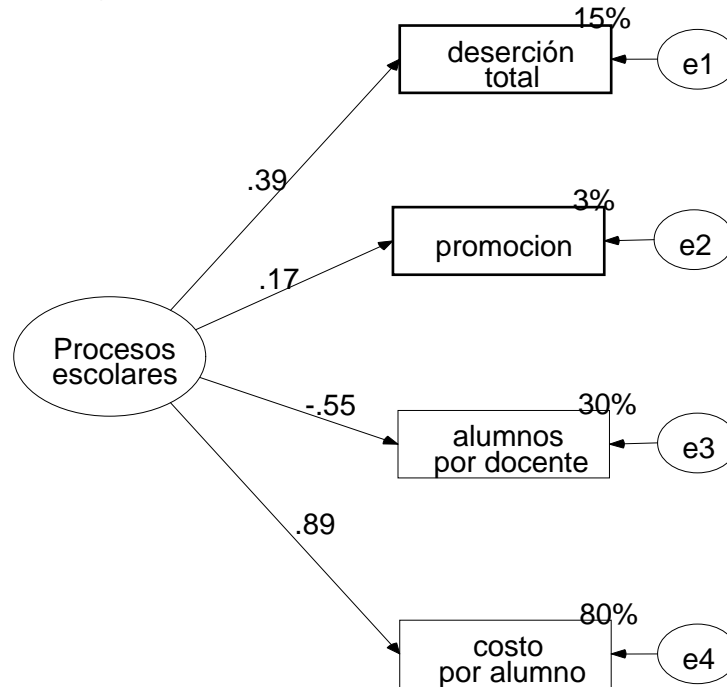 15%
deserción
total
e1
.39
3%
promocion
e2
.17
Procesos
escolares
-.55
30%
alumnos
por docente
e3
.89
80%
costo
por alumno
e4